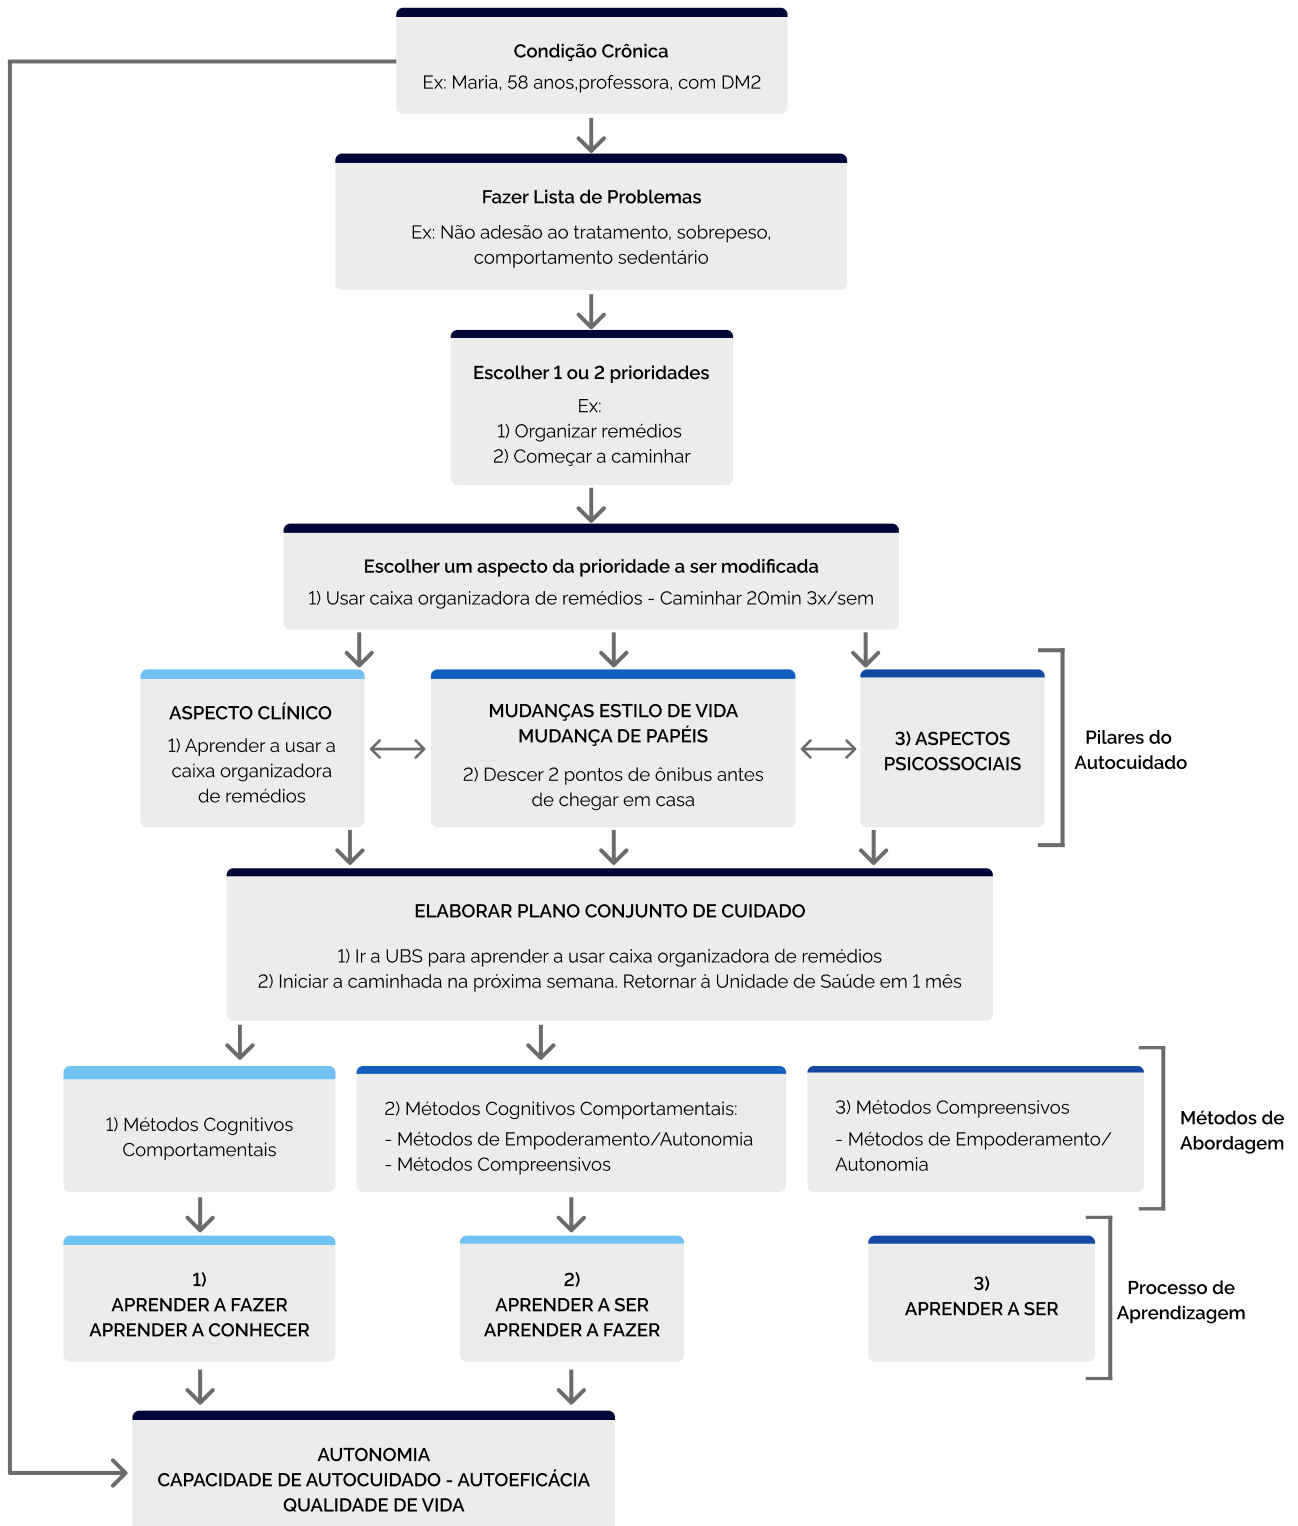 Condição Crônica
Ex: Maria, 58 anos,professora, com DM2
Fazer Lista de Problemas
Ex: Não adesão ao tratamento, sobrepeso,
comportamento sedentário
Escolher 1 ou 2 prioridades
Ex:
1) Organizar remédios
2) Começar a caminhar
Escolher um aspecto da prioridade a ser modificada
1) Usar caixa organizadora de remédios - Caminhar 20min 3x/sem
ASPECTO CLÍNICO
1) Aprender a usar a
caixa organizadora
de remédios
MUDANÇAS ESTILO DE VIDA
MUDANÇA DE PAPÉIS
2) Descer 2 pontos de ônibus antes
de chegar em casa
3) ASPECTOS
PSICOSSOCIAIS
Pilares do
Autocuidado
ELABORAR PLANO CONJUNTO DE CUIDADO
1) Ir a UBS para aprender a usar caixa organizadora de remédios
2) Iniciar a caminhada na próxima semana. Retornar à Unidade de Saúde em 1 mês
1) Métodos Cognitivos
Comportamentais
2) Métodos Cognitivos Comportamentais:
- Métodos de Empoderamento/Autonomia
- Métodos Compreensivos
3) Métodos Compreensivos
- Métodos de Empoderamento/
Autonomia
Métodos de
Abordagem
1)
APRENDER A FAZER
APRENDER A CONHECER
2)
APRENDER A SER
APRENDER A FAZER
3)
APRENDER A SER
Processo de
Aprendizagem
AUTONOMIA
CAPACIDADE DE AUTOCUIDADO - AUTOEFICÁCIA
QUALIDADE DE VIDA